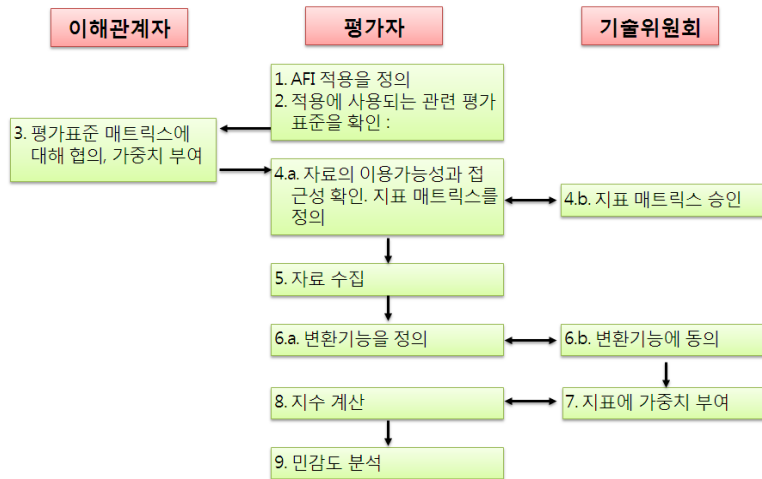 이해관계자
평가자
기술위원회
1. AFI 적용을 정의
2. 적용에 사용되는 관련 평가
표준을 확인 :
3. 평가표준 매트릭스에
대해 협의, 가중치 부여
4.a. 자료의 이용가능성과 접
근성 확인. 지표 매트릭스를
정의
4.b. 지표 매트릭스 승인
5. 자료 수집
6.a. 변환기능을 정의
6.b. 변환기능에 동의
8. 지수 계산
7. 지표에 가중치 부여
9. 민감도 분석